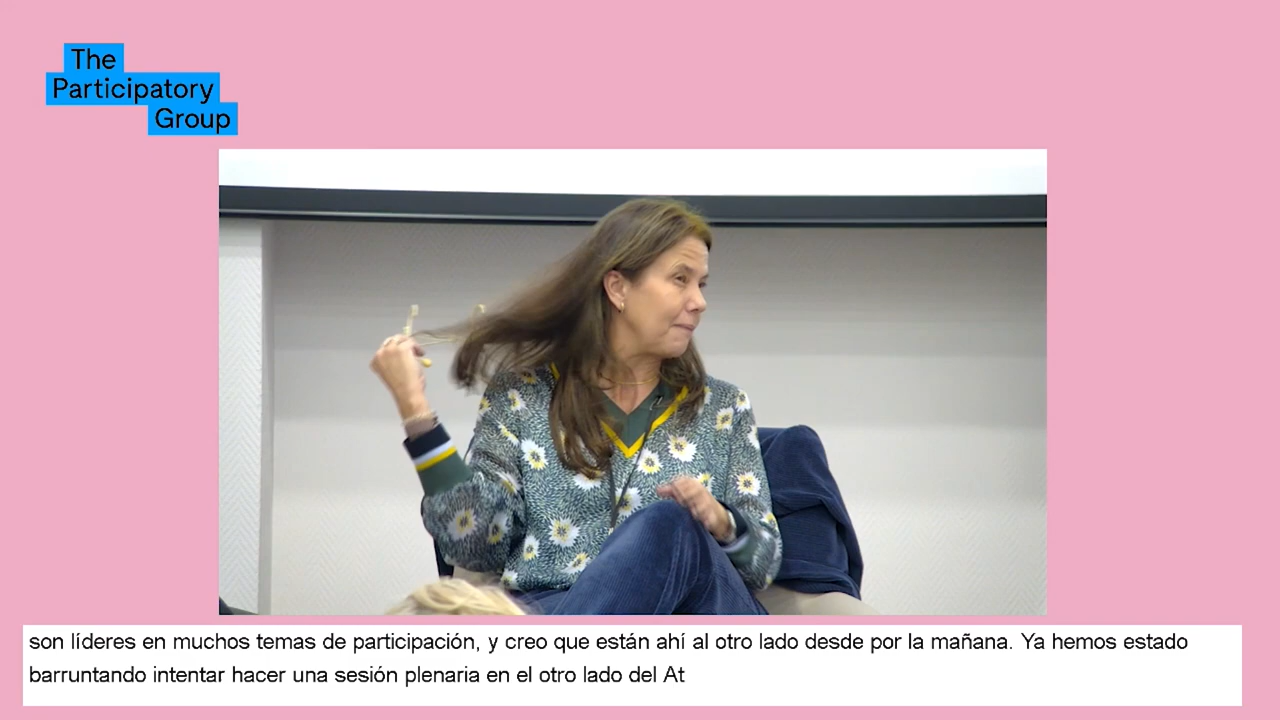 The
Participatory
Group
son líderes en muchos temas de participación, y creo que están ahí al otro lado desde por la mañana. Ya hemos estado
barruntando intentar hacer una sesión plenaria en el otro lado del At